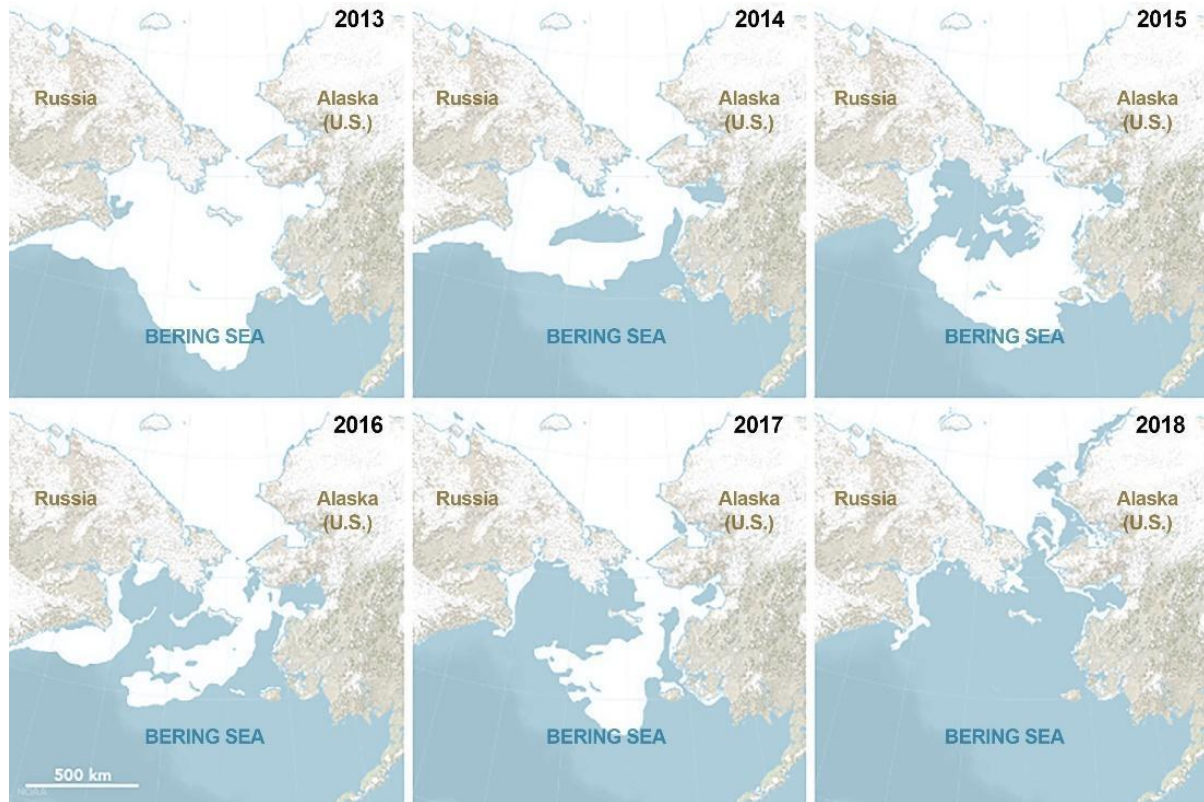 2013
Russia
Alaska
(U.S.)
BERING SEA
2014
Russia
Alaska
(U.S.)
BERING SEA
2015
Russia
Alaska
(U.S.)
BERING SEA
2016
Russia
Alaska
(U.S.)
BERING SEA
500 km
NOAA
2017
Russia
Alaska
(U.S.)
BERING SEA
2018
Russia
Alaska
(U.S.)
BERING SEA